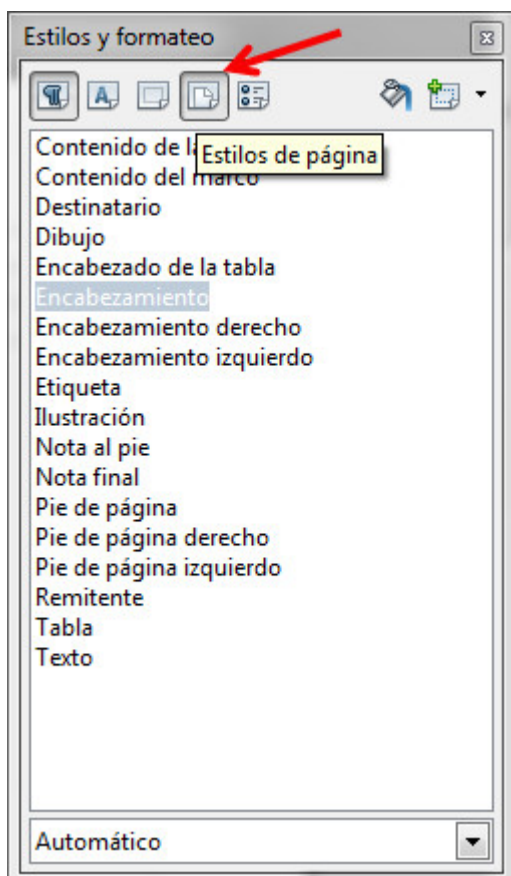 Estilos y formateo
Estilos de página
Contenido de l
Contenido del marco
Destinatario
Dibujo
Encabezado de la tabla
Encabezamiento
Encabezamiento derecho
Encabezamiento izquierdo
Etiqueta
Ilustración
Nota al pie
Nota final
Pie de página
Pie de página derecho
Pie de página izquierdo
Remitente
Tabla
Texto
Automático